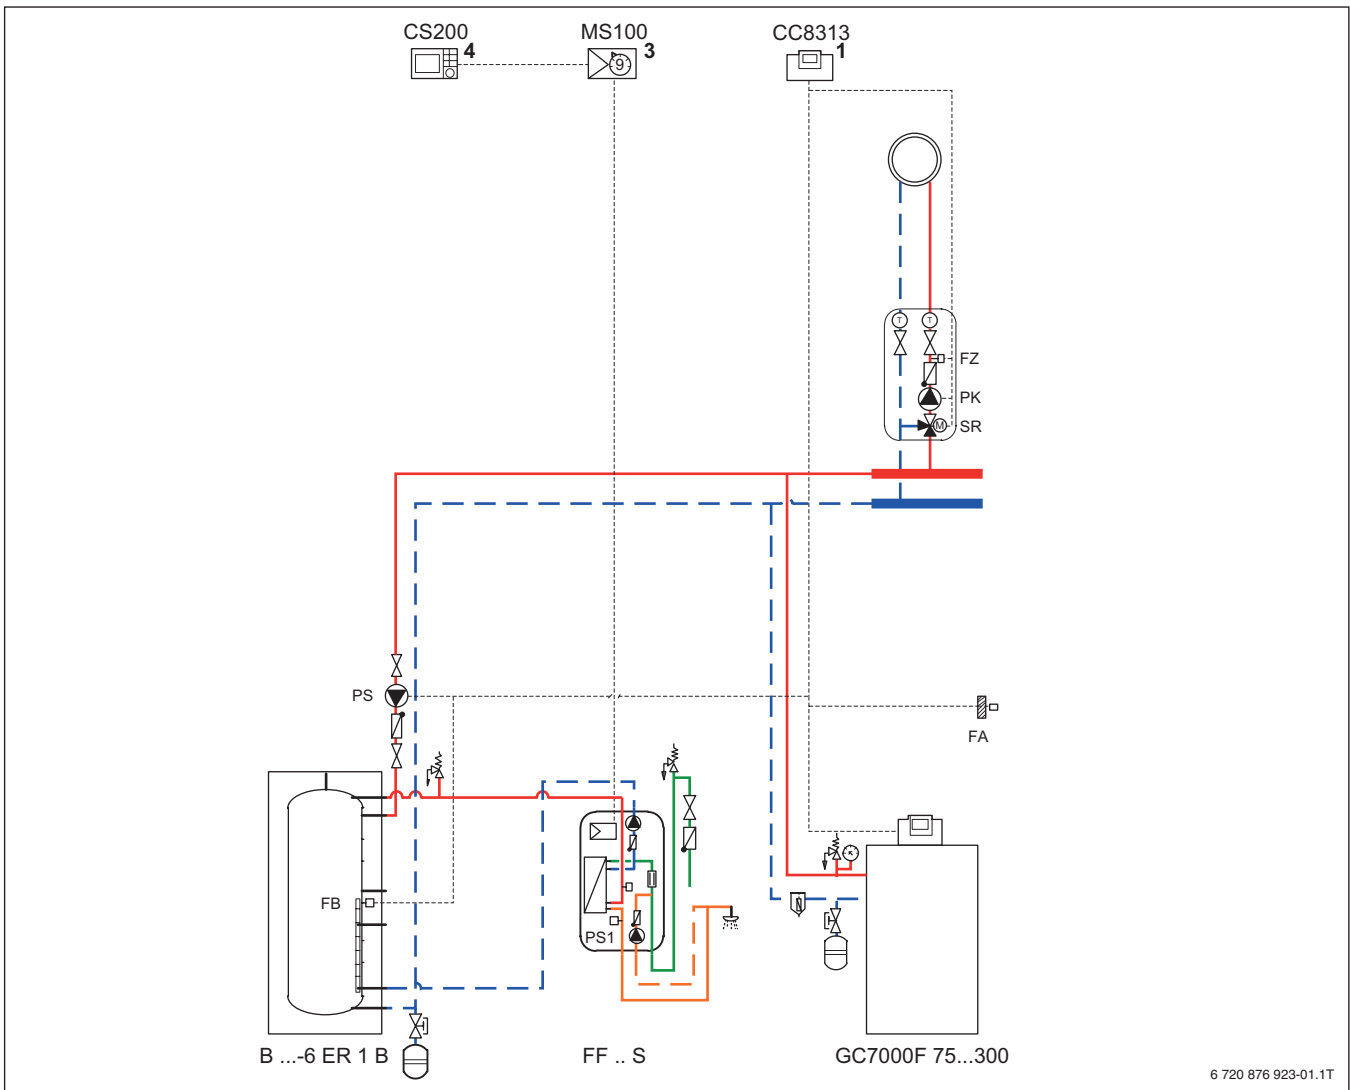 CS200 MS100 CC8313
4 3 1
9
T T
FZ
PK
M SR
PS
FA
FB
PS1
B ...-6 ER 1 B FF .. S GC7000F 75...300
6 720 876 923-01.1T